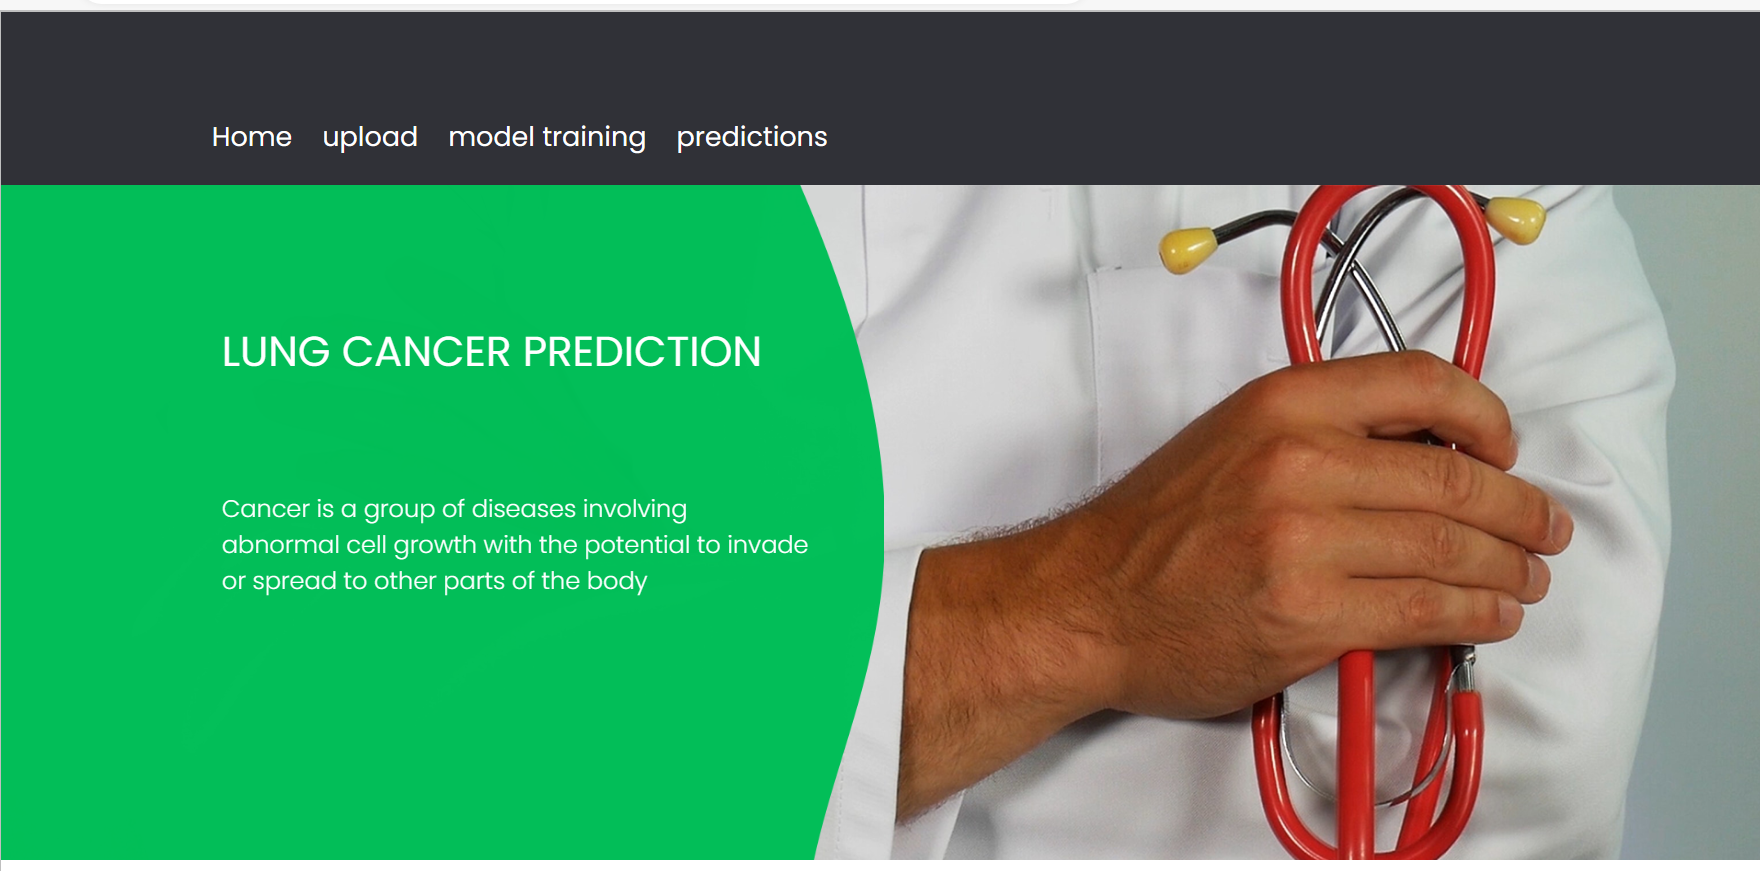 Home upload model training predictions
LUNG CANCER PREDICTION
Cancer is a group of diseases involving
abnormal cell growth with the potential to invade
or spread to other parts of the body